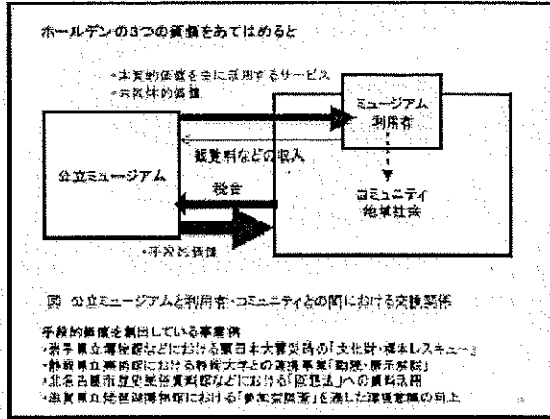 ホールデンの3つの価値をあてはめると
・本質的価値を主に活用するサービス
・共同体的価値
ミュージアム
利用者
観覧料などの収入
公立ミュージアム
税金
コミュニティ
地域社会
・手段的価値
図 公立ミュージアムと利用者・コミュニティとの間における交換関係
手段的価値を創出している事業例
・岩手県立博物館などにおける東日本大震災時の「文化財・標本レスキュー」
・静岡県立美術館における静岡大学との連携事業
・北名古屋市歴史民俗資料館などにおける「回想法」への資料活用
・滋賀県立琵琶湖博物館における「参加型調査」を通した環境意識の向上